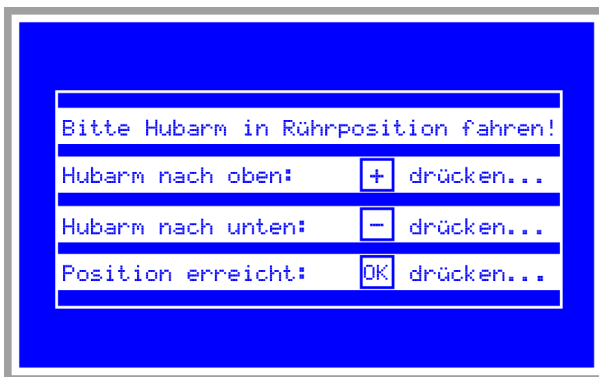 Bitte Hubarm in Rührposition fahren!
Hubarm nach oben: + drücken...
Hubarm nach unten: - drücken...
Position erreicht: OK drücken...